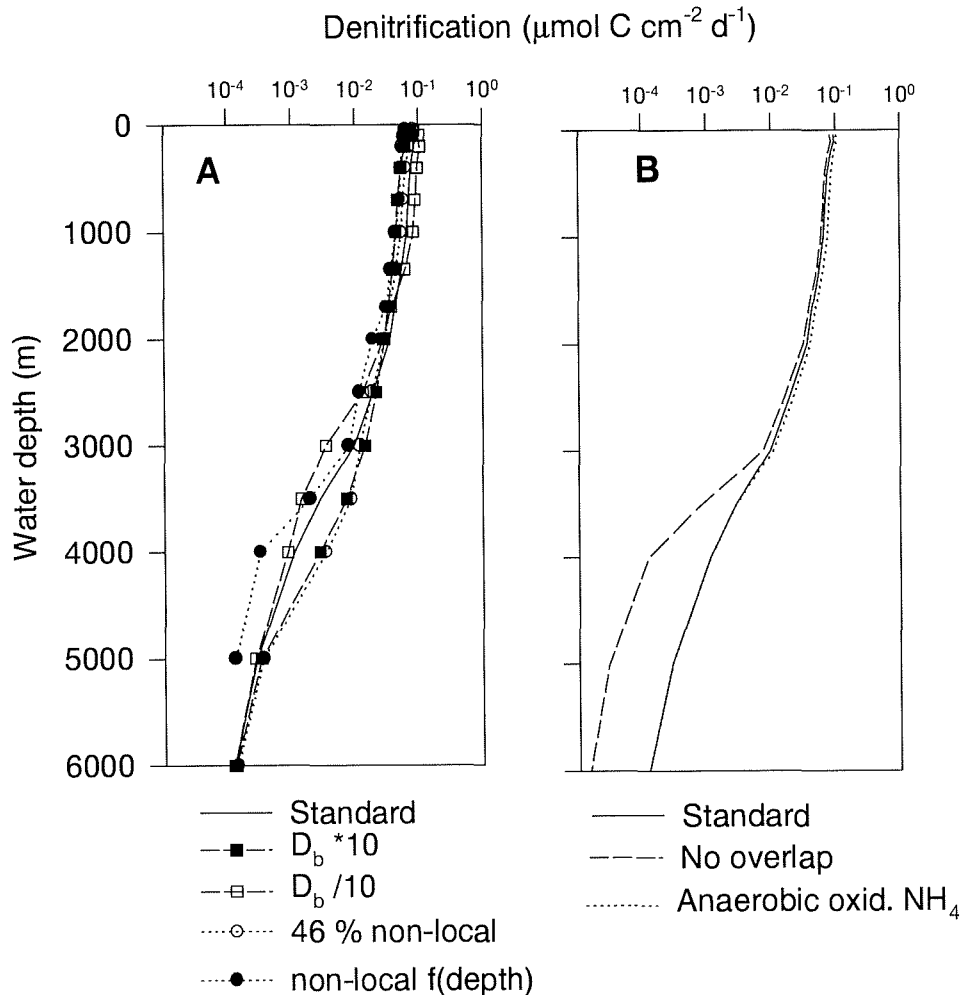 Denitrification (μmol C cm⁻² d⁻¹)
10⁻⁴ 10⁻³ 10⁻² 10⁻¹ 10⁰
10⁻⁴ 10⁻³ 10⁻² 10⁻¹ 10⁰
A
B
Water depth (m)
0
1000
2000
3000
4000
5000
6000
Standard
D_b *10
D_b /10
46 % non-local
non-local f(depth)
Standard
No overlap
Anaerobic oxid. NH₄